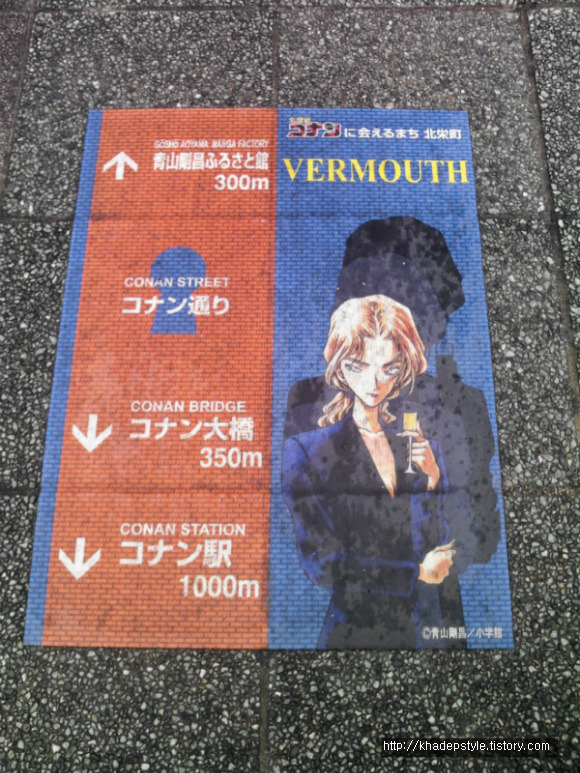 GOSHO AOYAMA MANGA FACTORY
青山剛昌ふるさと館
300m
CONAN STREET
コナン通り
CONAN BRIDGE
コナン大橋
350m
CONAN STATION
コナン駅
1000m
名探偵
コナンに会えるまち 北栄町
VERMOUTH
©青山剛昌／小学館
http://khadepstyle.tistory.com